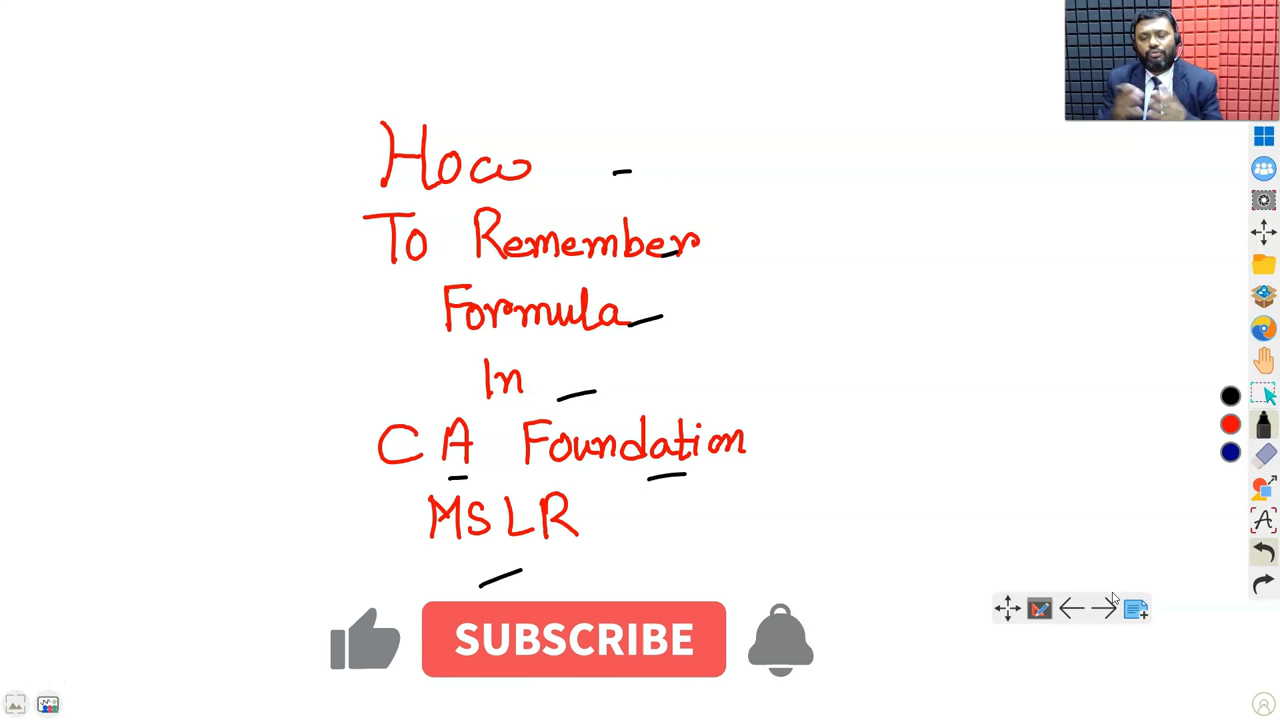 How
To Remember
Formula
In
CA Foundation
MSLR
SUBSCRIBE